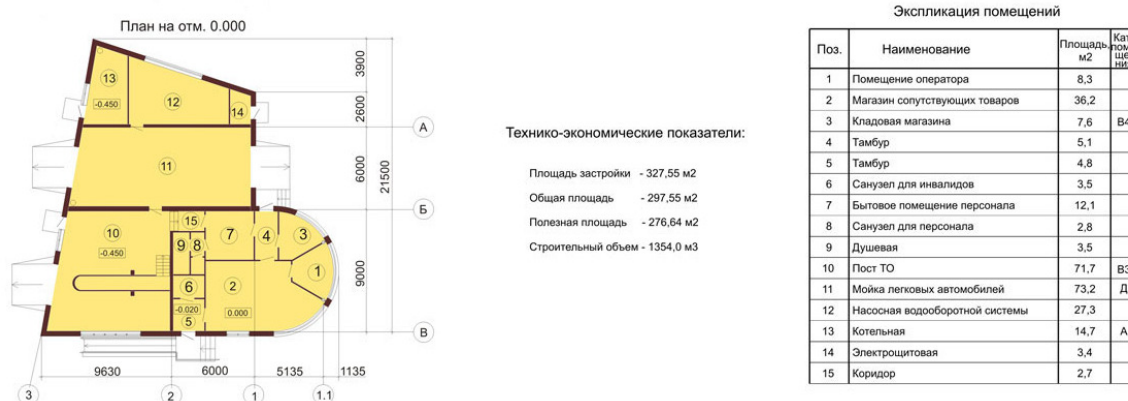 План на отм. 0.000
13
-0.450
12
14
3900
2600
А
11
6000
21500
Б
10
-0.450
15
9
8
7
4
3
1
6
2
-0.020
0.000
5
9000
В
9630
6000
5135
1135
3
2
1
1.1
Технико-экономические показатели:
Площадь застройки - 327,55 м2
Общая площадь - 297,55 м2
Полезная площадь - 276,64 м2
Строительный объем - 1354,0 м3
Экспликация помещений
Поз. Наименование Площадь, м2
1 Помещение оператора 8,3
2 Магазин сопутствующих товаров 36,2
3 Кладовая магазина 7,6 В4
4 Тамбур 5,1
5 Тамбур 4,8
6 Санузел для инвалидов 3,5
7 Бытовое помещение персонала 12,1
8 Санузел для персонала 2,8
9 Душевая 3,5
10 Пост ТО 71,7 В3
11 Мойка легковых автомобилей 73,2 Д
12 Насосная водооборотной системы 27,3
13 Котельная 14,7 А
14 Электрощитовая 3,4
15 Коридор 2,7